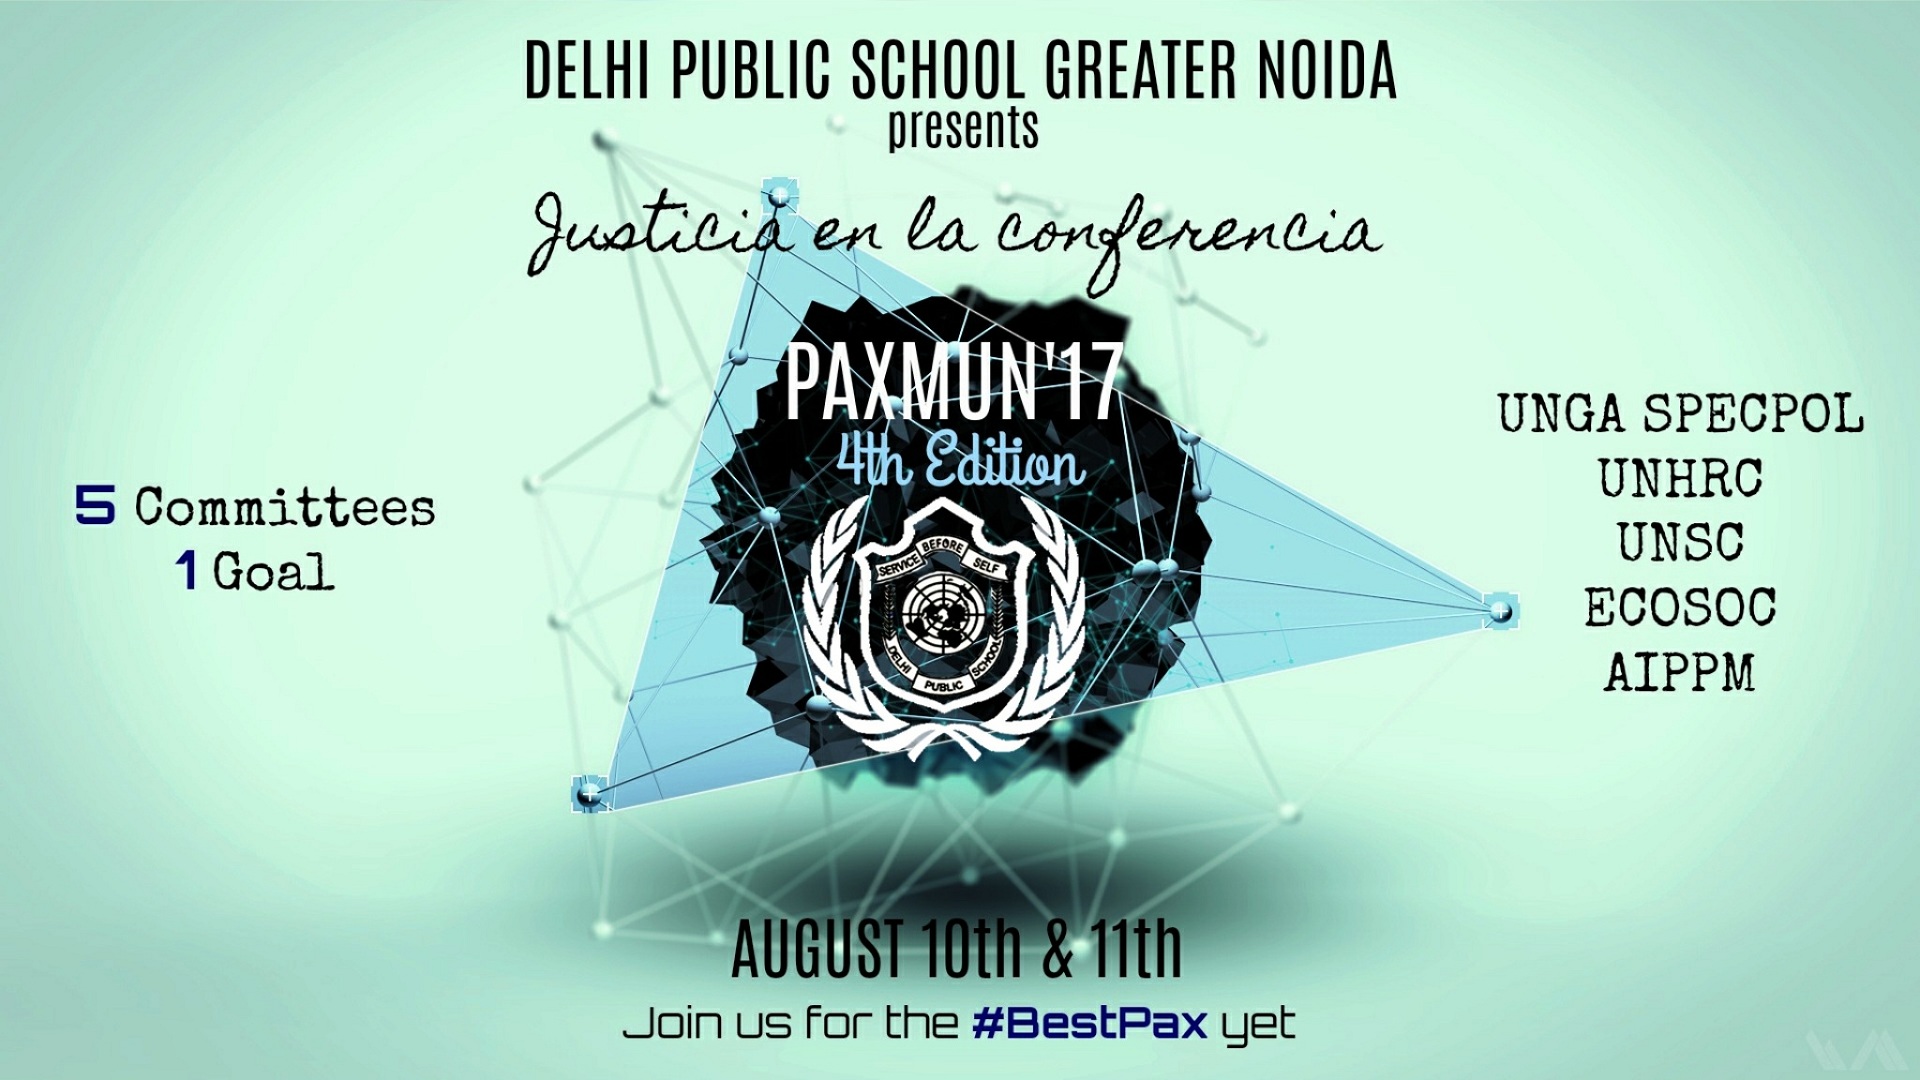 DELHI PUBLIC SCHOOL GREATER NOIDA
presents
Justicia en la conferencia
PAXMUN'17
4th Edition
SERVICE BEFORE SELF
DELHI PUBLIC SCHOOL
5 Committees
1 Goal
UNGA SPECPOL
UNHRC
UNSC
ECOSOC
AIPPM
AUGUST 10th & 11th
Join us for the #BestPax yet